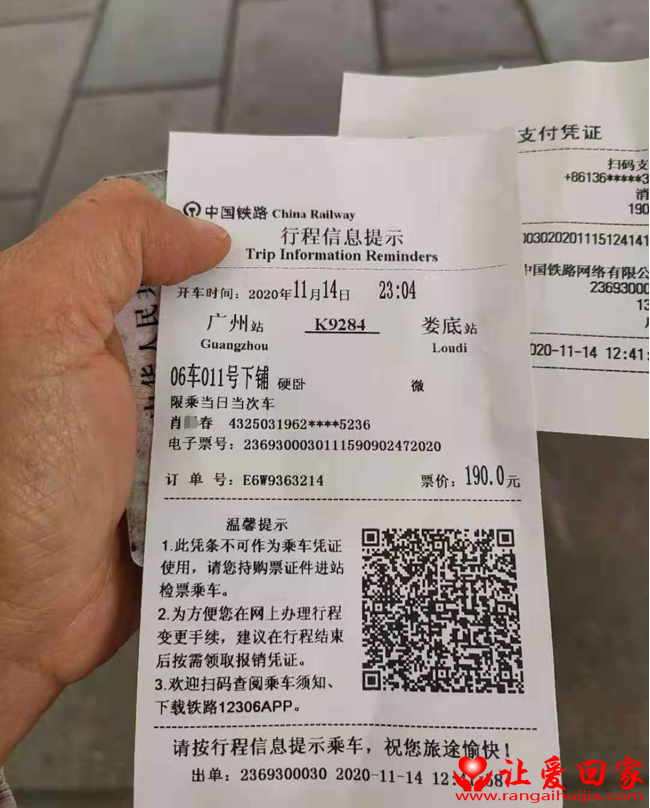 中国铁路 China Railway
行程信息提示
Trip Information Reminders
开车时间：2020年11月14日 23:04
广州站 K9284 娄底站
Guangzhou Loudi
06车011号下铺 硬卧 微
限乘当日当次车
肖 春 4325031962****5236
电子票号：2369300030111590902472020
订单号：E6W9363214 票价：190.0元
温馨提示
1.此凭条不可作为乘车凭证
使用，请您持购票证件进站
检票乘车。
2.为方便您在网上办理行程
变更手续，建议在行程结束
后按需领取报销凭证。
3.欢迎扫码查阅乘车须知、
下载铁路12306APP。
请按行程信息提示乘车，祝您旅途愉快！
出单：2369300030 2020-11-14 12
支付凭证
扫码支
+86136*****3
消
190
003020201115124141
中国铁路网络有限公
2369300
13
2020-11-14 12:41:
中华人民
让爱回家
www.rangaihuijia.com